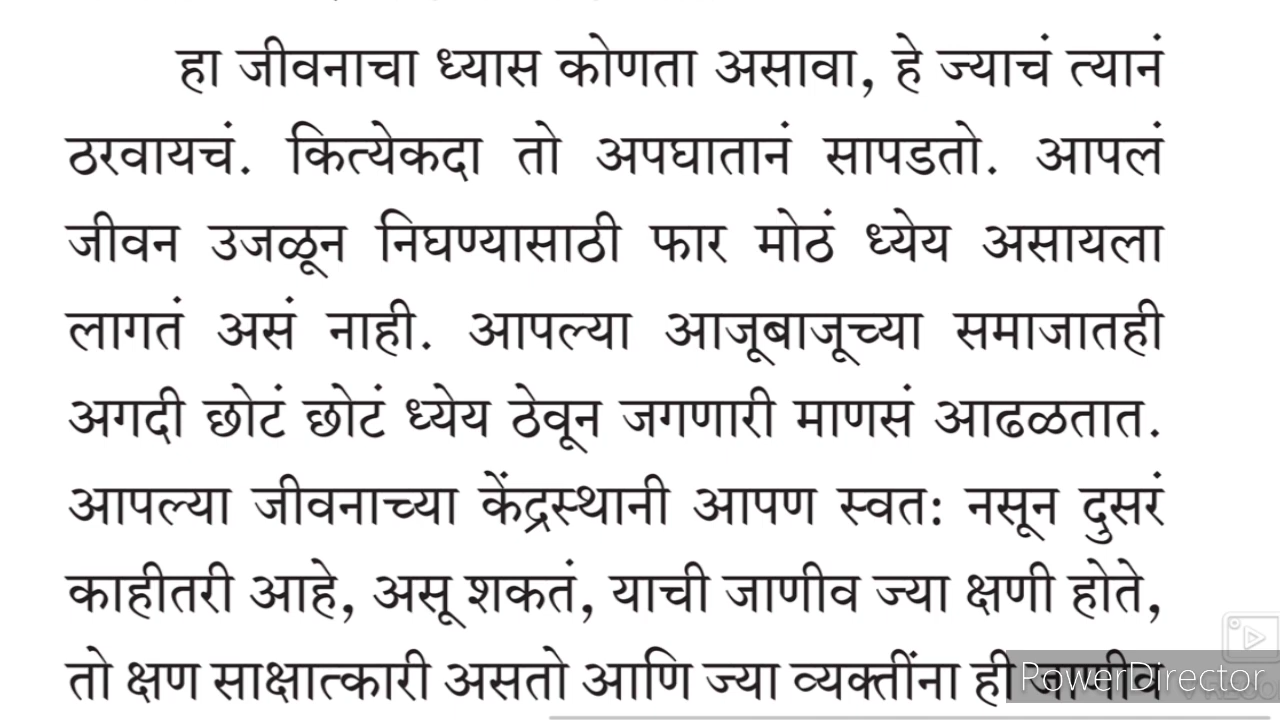 हा जीवनाचा ध्यास कोणता असावा, हे ज्याचं त्यानं
ठरवायचं. कित्येकदा तो अपघातानं सापडतो. आपलं
जीवन उजळून निघण्यासाठी फार मोठं ध्येय असायला
लागतं असं नाही. आपल्या आजूबाजूच्या समाजातही
अगदी छोटं छोटं ध्येय ठेवून जगणारी माणसं आढळतात.
आपल्या जीवनाच्या केंद्रस्थानी आपण स्वत: नसून दुसरं
काहीतरी आहे, असू शकतं, याची जाणीव ज्या क्षणी होते,
तो क्षण साक्षात्कारी असतो आणि ज्या व्यक्तींना ही जाणीव
PowerDirector